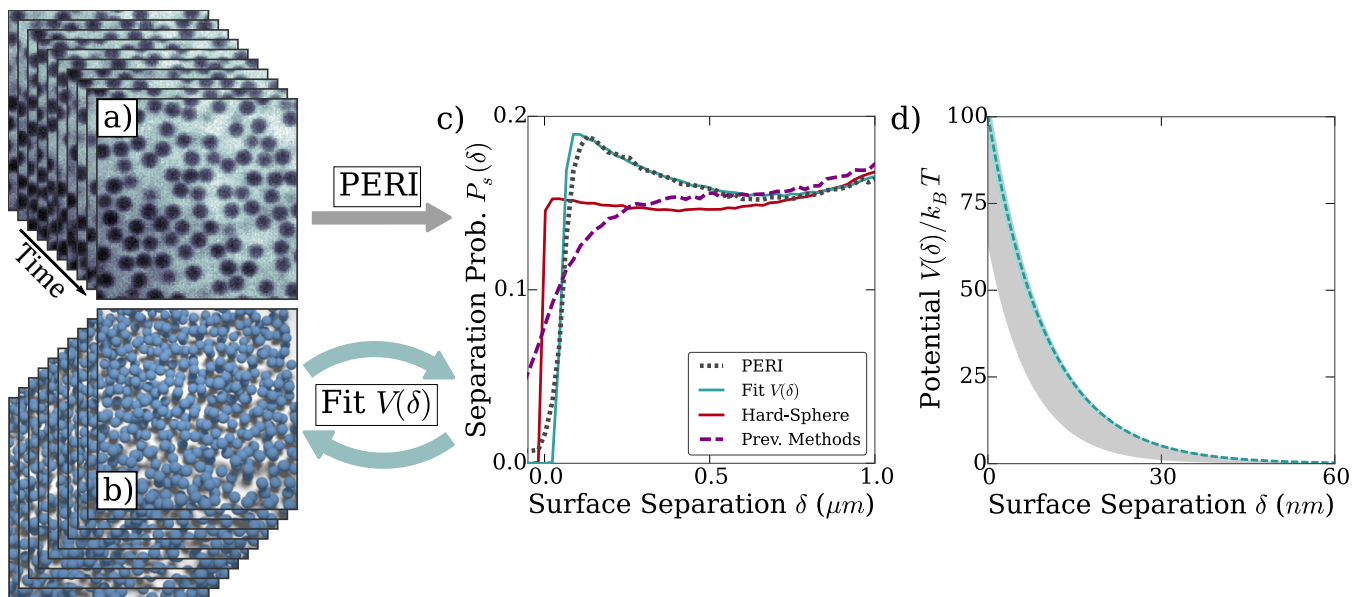 a)
Time
PERI
b)
Fit V(δ)
c)
Separation Prob. P_s(δ)
0.2
0.1
0.0
0.0
0.5
1.0
Surface Separation δ (μm)
PERI
Fit V(δ)
Hard-Sphere
Prev. Methods
d)
Potential V(δ)/k_B T
100
75
50
25
0
0
30
60
Surface Separation δ (nm)